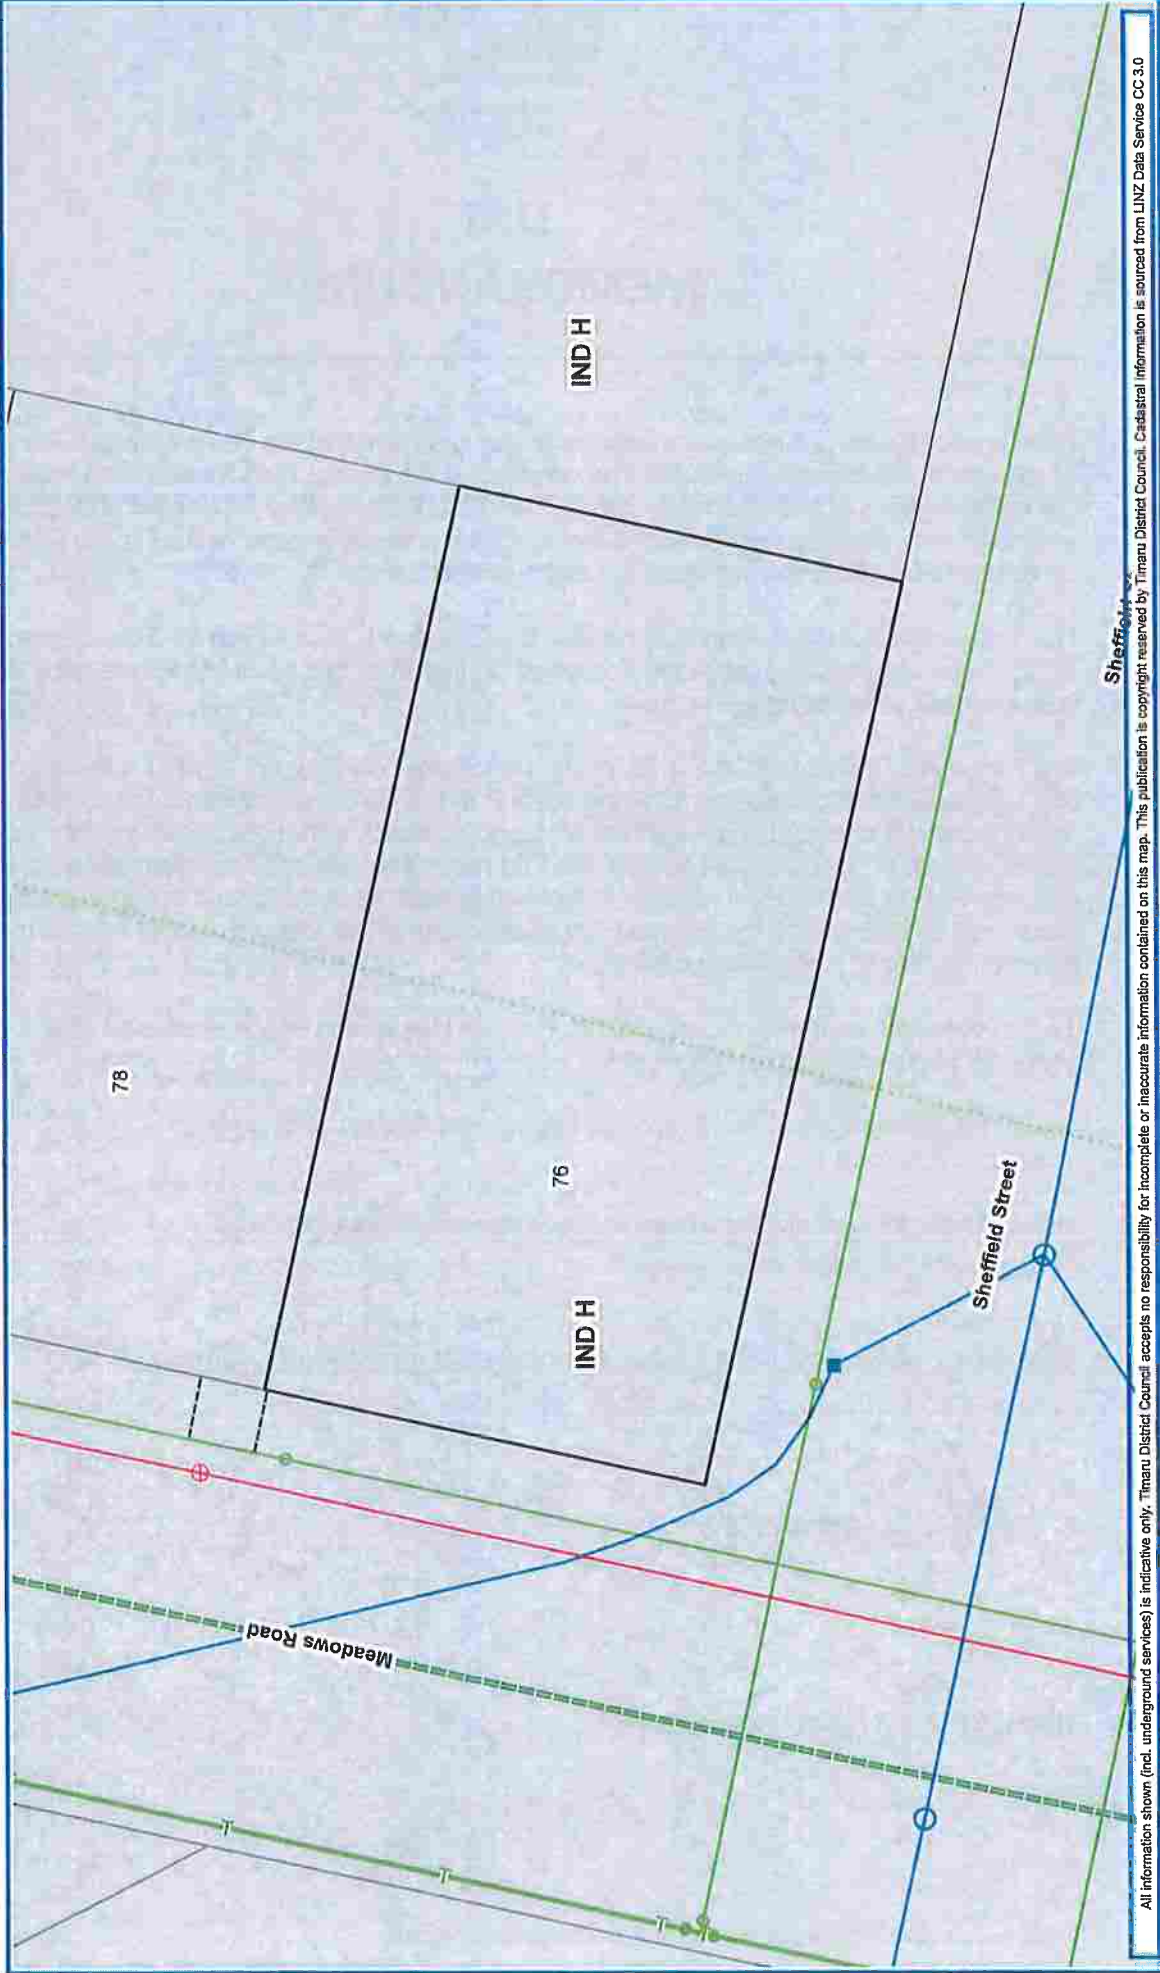 78
76
IND H
IND H
Meadows Road
Sheffield Street
Sheffield
T
T
T
T
All information shown (incl. underground services) is indicative only. Timaru District Council accepts no responsibility for incomplete or inaccurate information contained on this map. This publication is copyright reserved by Timaru District Council. Cadastral information is sourced from LINZ Data Service CC 3.0